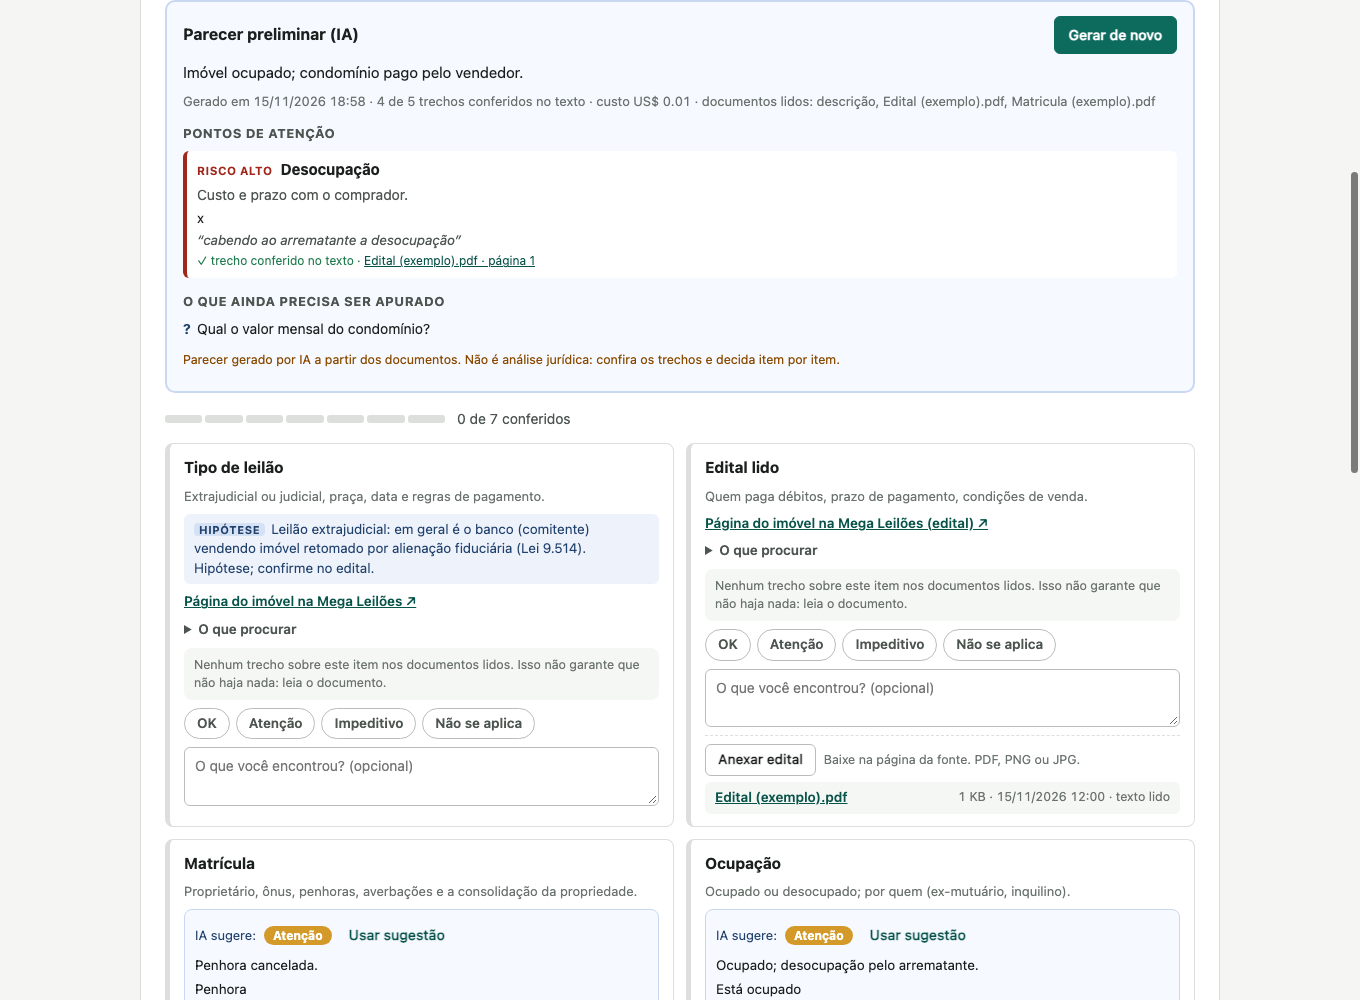 Parecer preliminar (IA)
Gerar de novo
Imóvel ocupado; condomínio pago pelo vendedor.
Gerado em 15/11/2026 18:58 · 4 de 5 trechos conferidos no texto · custo US$ 0.01 · documentos lidos: descrição, Edital (exemplo).pdf, Matricula (exemplo).pdf
PONTOS DE ATENÇÃO
RISCO ALTO Desocupação
Custo e prazo com o comprador.
x
“cabendo ao arrematante a desocupação”
✓ trecho conferido no texto · Edital (exemplo).pdf · página 1
O QUE AINDA PRECISA SER APURADO
? Qual o valor mensal do condomínio?
Parecer gerado por IA a partir dos documentos. Não é análise jurídica: confira os trechos e decida item por item.
0 de 7 conferidos
Tipo de leilão
Extrajudicial ou judicial, praça, data e regras de pagamento.
HIPÓTESE Leilão extrajudicial: em geral é o banco (comitente)
vendendo imóvel retomado por alienação fiduciária (Lei 9.514).
Hipótese; confirme no edital.
Página do imóvel na Mega Leilões ↗
▶ O que procurar
Nenhum trecho sobre este item nos documentos lidos. Isso não garante que
não haja nada: leia o documento.
OK Atenção Impeditivo Não se aplica
O que você encontrou? (opcional)
Edital lido
Quem paga débitos, prazo de pagamento, condições de venda.
Página do imóvel na Mega Leilões (edital) ↗
▶ O que procurar
Nenhum trecho sobre este item nos documentos lidos. Isso não garante que
não haja nada: leia o documento.
OK Atenção Impeditivo Não se aplica
O que você encontrou? (opcional)
Anexar edital Baixe na página da fonte. PDF, PNG ou JPG.
Edital (exemplo).pdf 1 KB · 15/11/2026 12:00 · texto lido
Matrícula
Proprietário, ônus, penhoras, averbações e a consolidação da propriedade.
IA sugere: Atenção Usar sugestão
Penhora cancelada.
Penhora
Ocupação
Ocupado ou desocupado; por quem (ex-mutuário, inquilino).
IA sugere: Atenção Usar sugestão
Ocupado; desocupação pelo arrematante.
Está ocupado